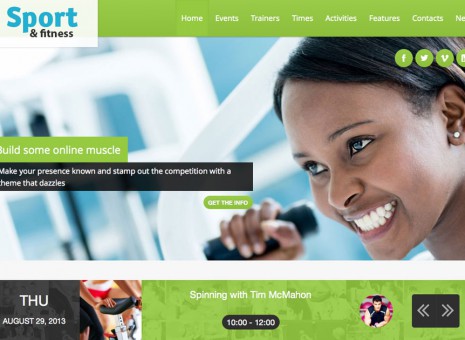 Sport
& fitness
Home Events Trainers Times Activities Features Contacts Ne
Build some online muscle
Make your presence known and stamp out the competition with a
theme that dazzles
GET THE INFO
THU
AUGUST 29, 2013
Spinning with Tim McMahon
10:00 - 12:00